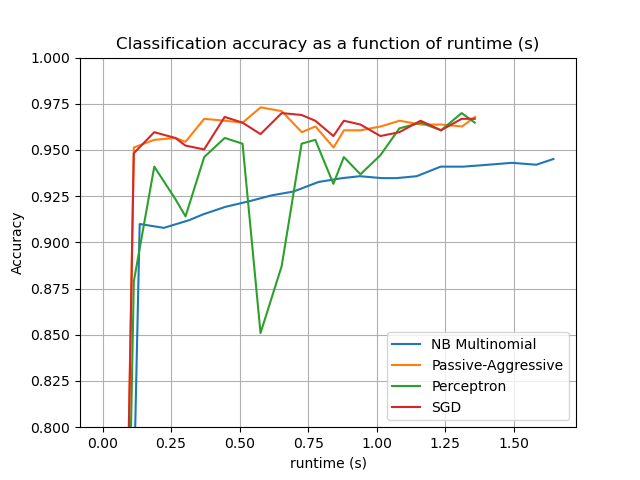 Classification accuracy as a function of runtime (s)
1.000
0.975
0.950
0.925
0.900
0.875
0.850
0.825
0.800
Accuracy
NB Multinomial
Passive-Aggressive
Perceptron
SGD
0.00 0.25 0.50 0.75 1.00 1.25 1.50
runtime (s)